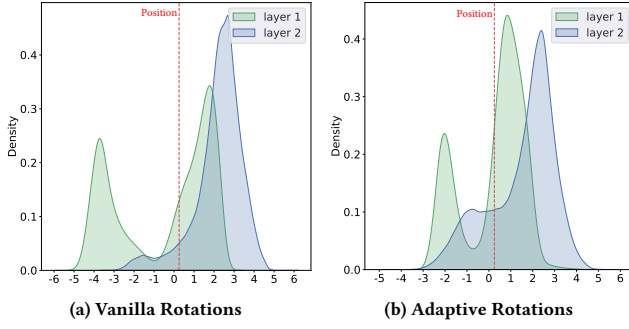 Position
layer 1
layer 2
Density
0.4
0.3
0.2
0.1
0.0
-6 -5 -4 -3 -2 -1 0 1 2 3 4 5 6
(a) Vanilla Rotations
Position
layer 1
layer 2
Density
0.4
0.3
0.2
0.1
0.0
-6 -5 -4 -3 -2 -1 0 1 2 3 4 5 6
(b) Adaptive Rotations